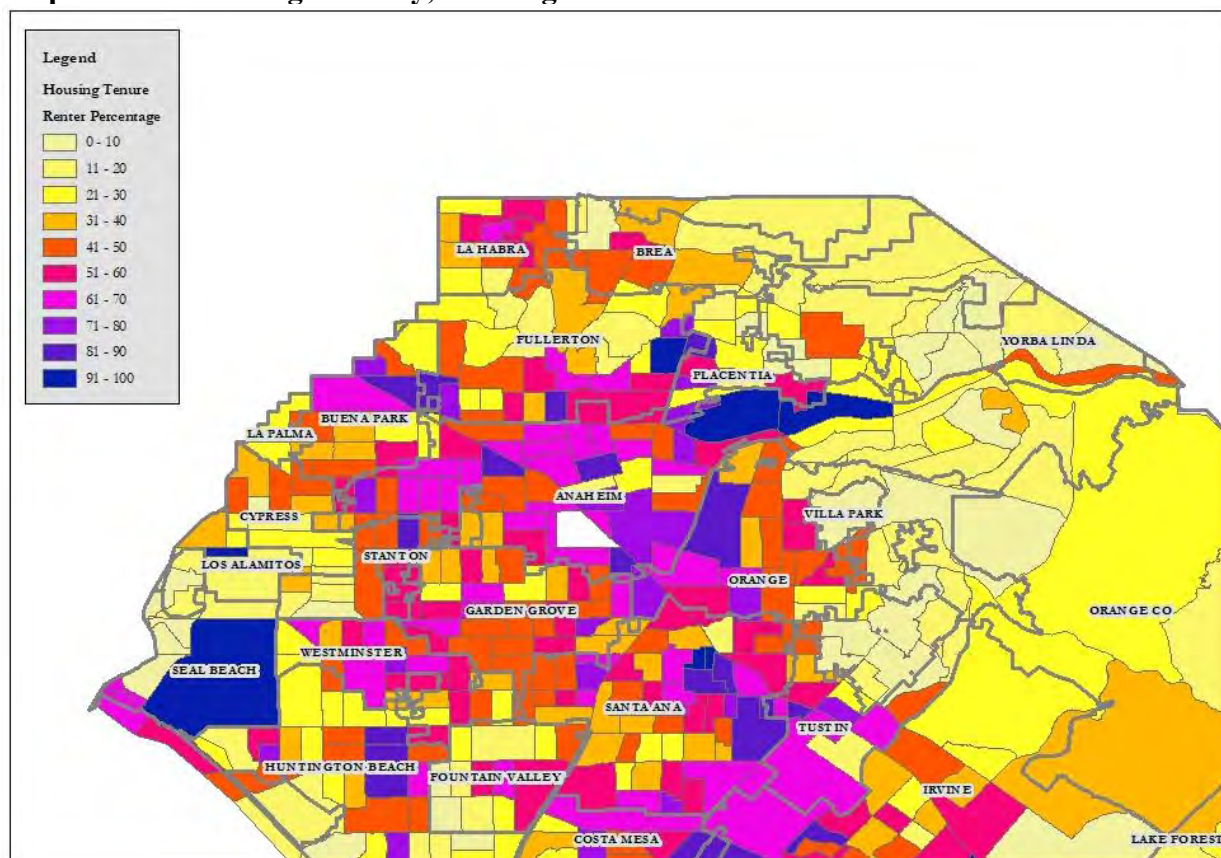 Legend
Housing Tenure
Renter Percentage
0 - 10
11 - 20
21 - 30
31 - 40
41 - 50
51 - 60
61 - 70
71 - 80
81 - 90
91 - 100
LA HABRA
BREA
FULLERTON
YORBA LINDA
PLACENTIA
BUENA PARK
LA PALMA
ANAHEIM
CYPRESS
VILLA PARK
STANTON
LOS ALAMITOS
ORANGE
GARDEN GROVE
ORANGE CO
WESTMINSTER
SEAL BEACH
SANTA ANA
TUSTIN
HUNTINGTON BEACH
FOUNTAIN VALLEY
IRVINE
COSTA MESA
LAKE FOREST